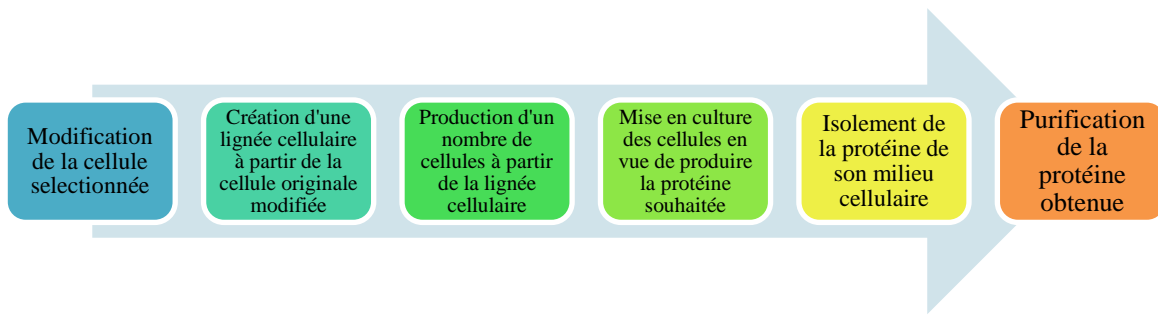 Modification
de la cellule
selectionnée
Création d'une
lignée cellulaire
à partir de la
cellule originale
modifiée
Production d'un
nombre de
cellules à partir
de la lignée
cellulaire
Mise en culture
des cellules en
vue de produire
la protéine
souhaitée
Isolement de
la protéine de
son milieu
cellulaire
Purification
de la
protéine
obtenue